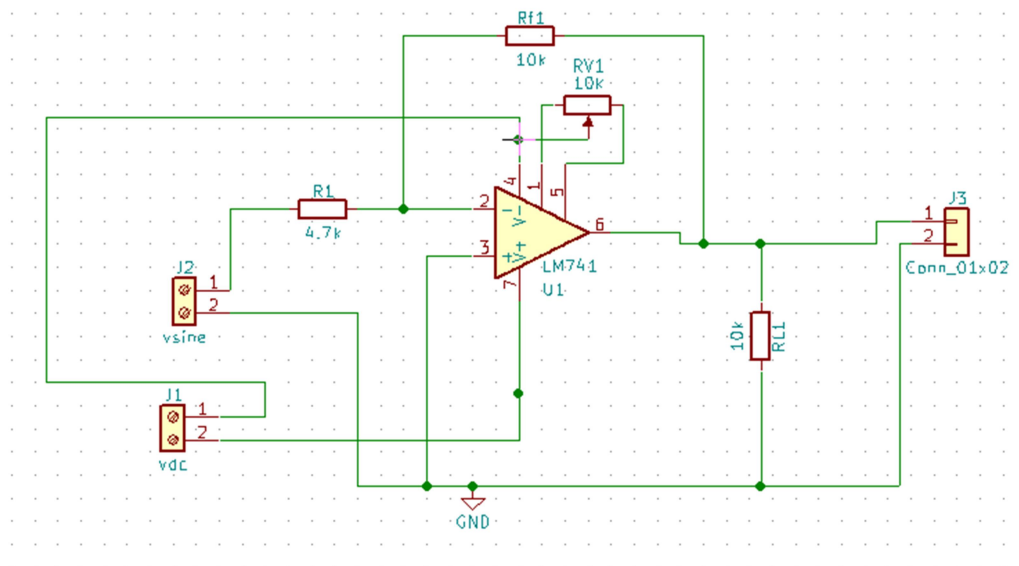 Rf1
10k
RV1
10k
4
1
5
R1
4.7k
2
3
6
7
V-
V+
LM741
U1
J3
1
2
Conn_01x02
J2
1
2
vsine
10k
RL1
J1
1
2
vdc
GND